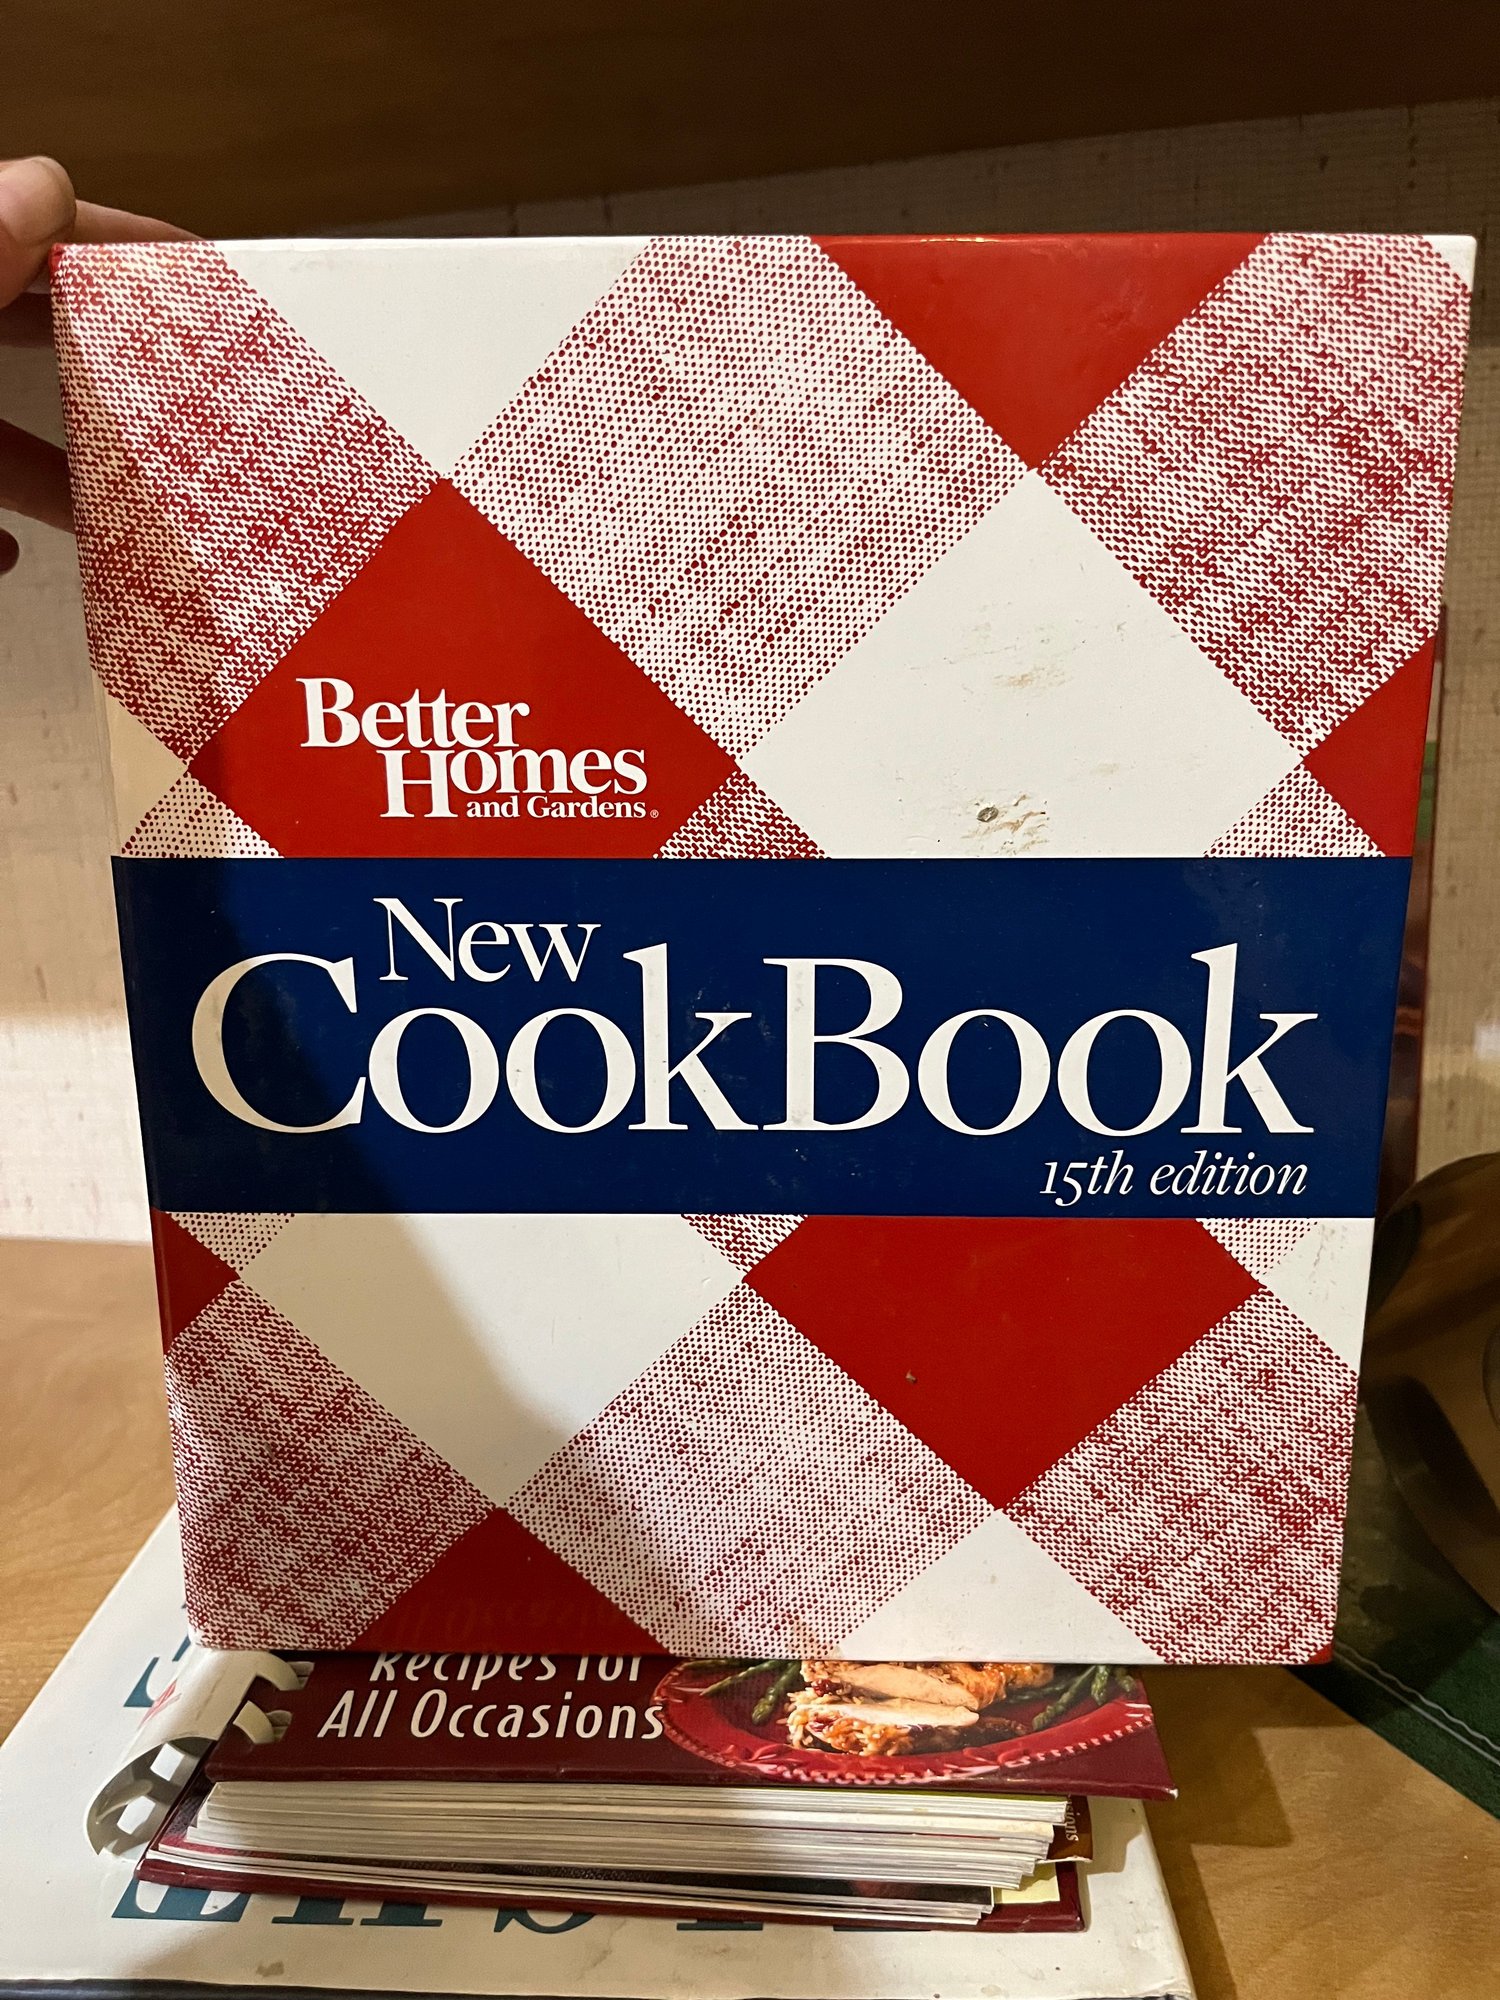 Better
Homes
and Gardens®
New
CookBook
15th edition
Recipes for
All Occasions